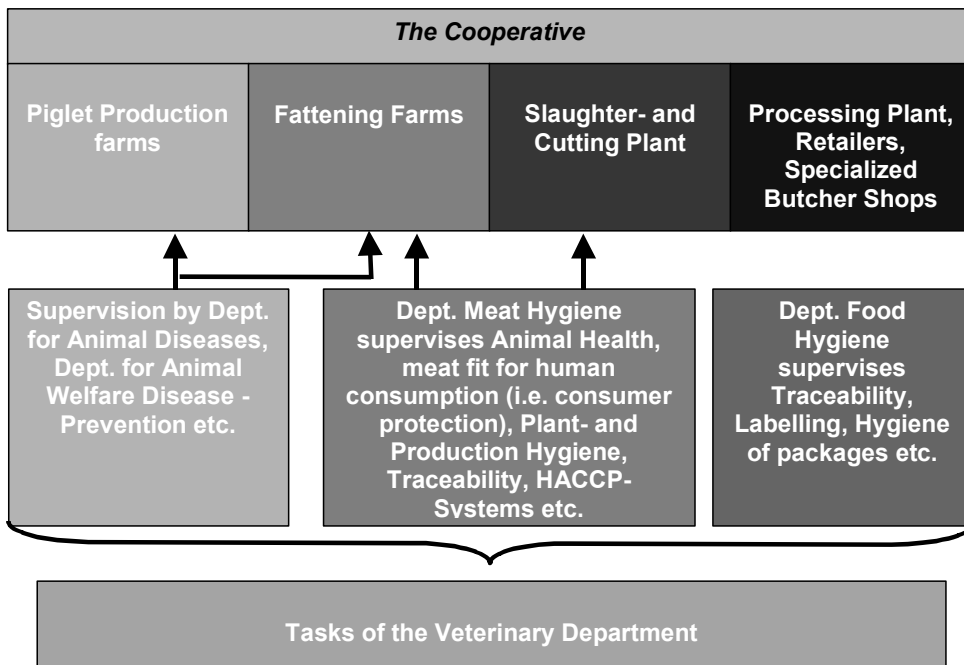 The Cooperative
Piglet Production
farms
Fattening Farms
Slaughter- and
Cutting Plant
Processing Plant,
Retailers,
Specialized
Butcher Shops
Supervision by Dept.
for Animal Diseases,
Dept. for Animal
Welfare Disease -
Prevention etc.
Dept. Meat Hygiene
supervises Animal Health,
meat fit for human
consumption (i.e. consumer
protection), Plant- and
Production Hygiene,
Traceability, HACCP-
Systems etc.
Dept. Food
Hygiene
supervises
Traceability,
Labelling, Hygiene
of packages etc.
Tasks of the Veterinary Department